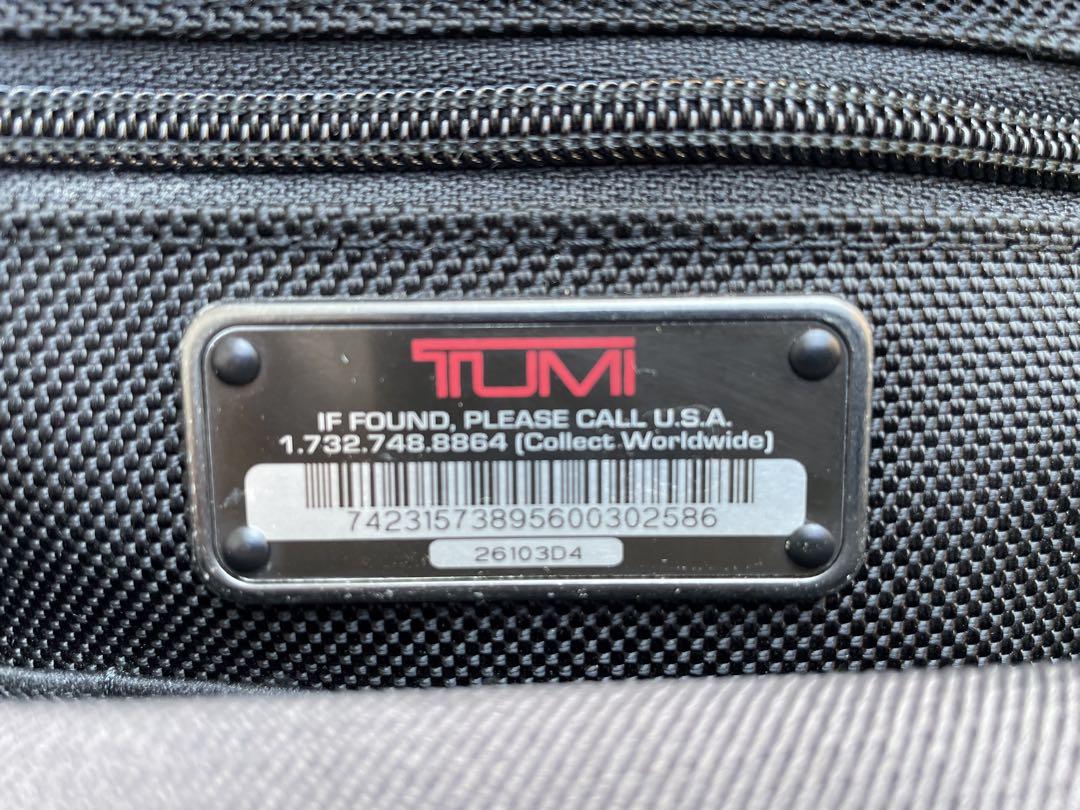 TUMI
IF FOUND, PLEASE CALL U.S.A.
1.732.748.8864 (Collect Worldwide)
74231573895600302586
26103D4